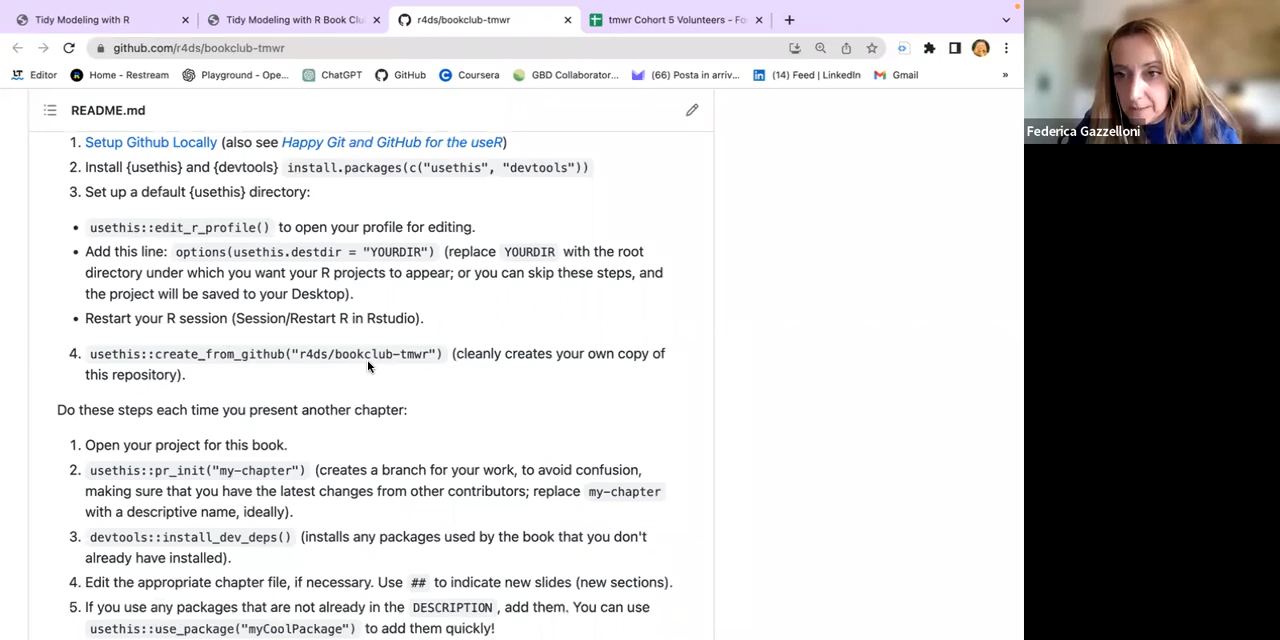 Tidy Modeling with R
Tidy Modeling with R Book Club
r4ds/bookclub-tmwr
tmwr Cohort 5 Volunteers - Fo
github.com/r4ds/bookclub-tmwr
LT Editor
Home - Restream
Playground - Ope...
ChatGPT
GitHub
Coursera
GBD Collaborator...
(66) Posta in arriv...
(14) Feed | LinkedIn
Gmail
»
README.md
Federica Gazzelloni
1. Setup Github Locally (also see Happy Git and GitHub for the useR)
2. Install {usethis} and {devtools} install.packages(c("usethis", "devtools"))
3. Set up a default {usethis} directory:
• usethis::edit_r_profile() to open your profile for editing.
• Add this line: options(usethis.destdir = "YOURDIR") (replace YOURDIR with the root
directory under which you want your R projects to appear; or you can skip these steps, and
the project will be saved to your Desktop).
• Restart your R session (Session/Restart R in Rstudio).
4. usethis::create_from_github("r4ds/bookclub-tmwr") (cleanly creates your own copy of
this repository).
Do these steps each time you present another chapter:
1. Open your project for this book.
2. usethis::pr_init("my-chapter") (creates a branch for your work, to avoid confusion,
making sure that you have the latest changes from other contributors; replace my-chapter
with a descriptive name, ideally).
3. devtools::install_dev_deps() (installs any packages used by the book that you don't
already have installed).
4. Edit the appropriate chapter file, if necessary. Use ## to indicate new slides (new sections).
5. If you use any packages that are not already in the DESCRIPTION, add them. You can use
usethis::use_package("myCoolPackage") to add them quickly!